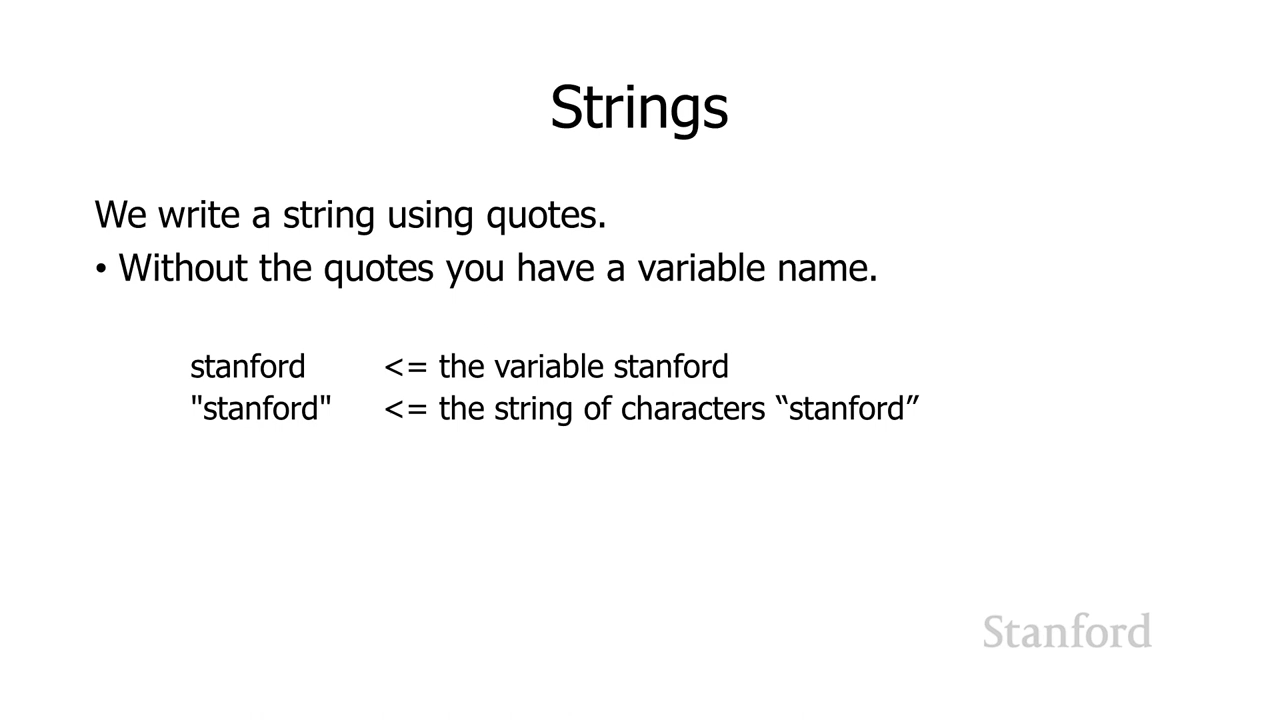 Strings
We write a string using quotes.
• Without the quotes you have a variable name.
stanford <= the variable stanford
"stanford" <= the string of characters “stanford”
Stanford